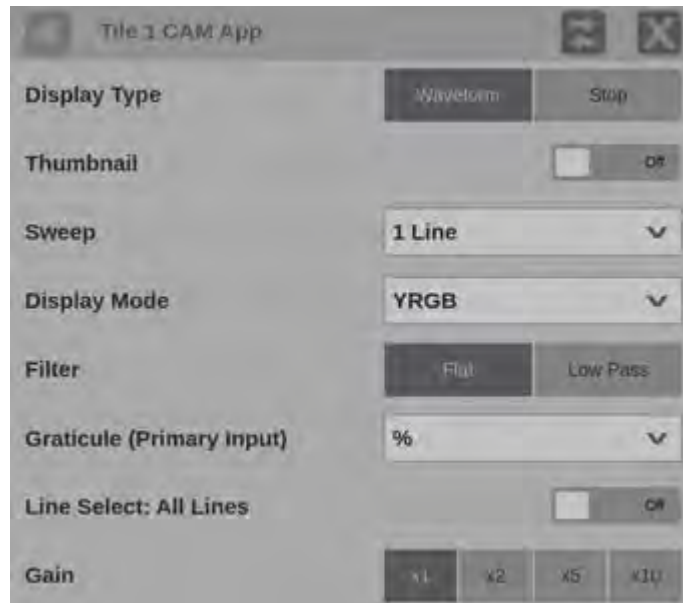 Tile 1 CAM App
Display Type Waveform Stop
Thumbnail Off
Sweep 1 Line
Display Mode YRGB
Filter Flat Low Pass
Graticule (Primary Input) %
Line Select: All Lines Off
Gain x1 x2 x5 x10